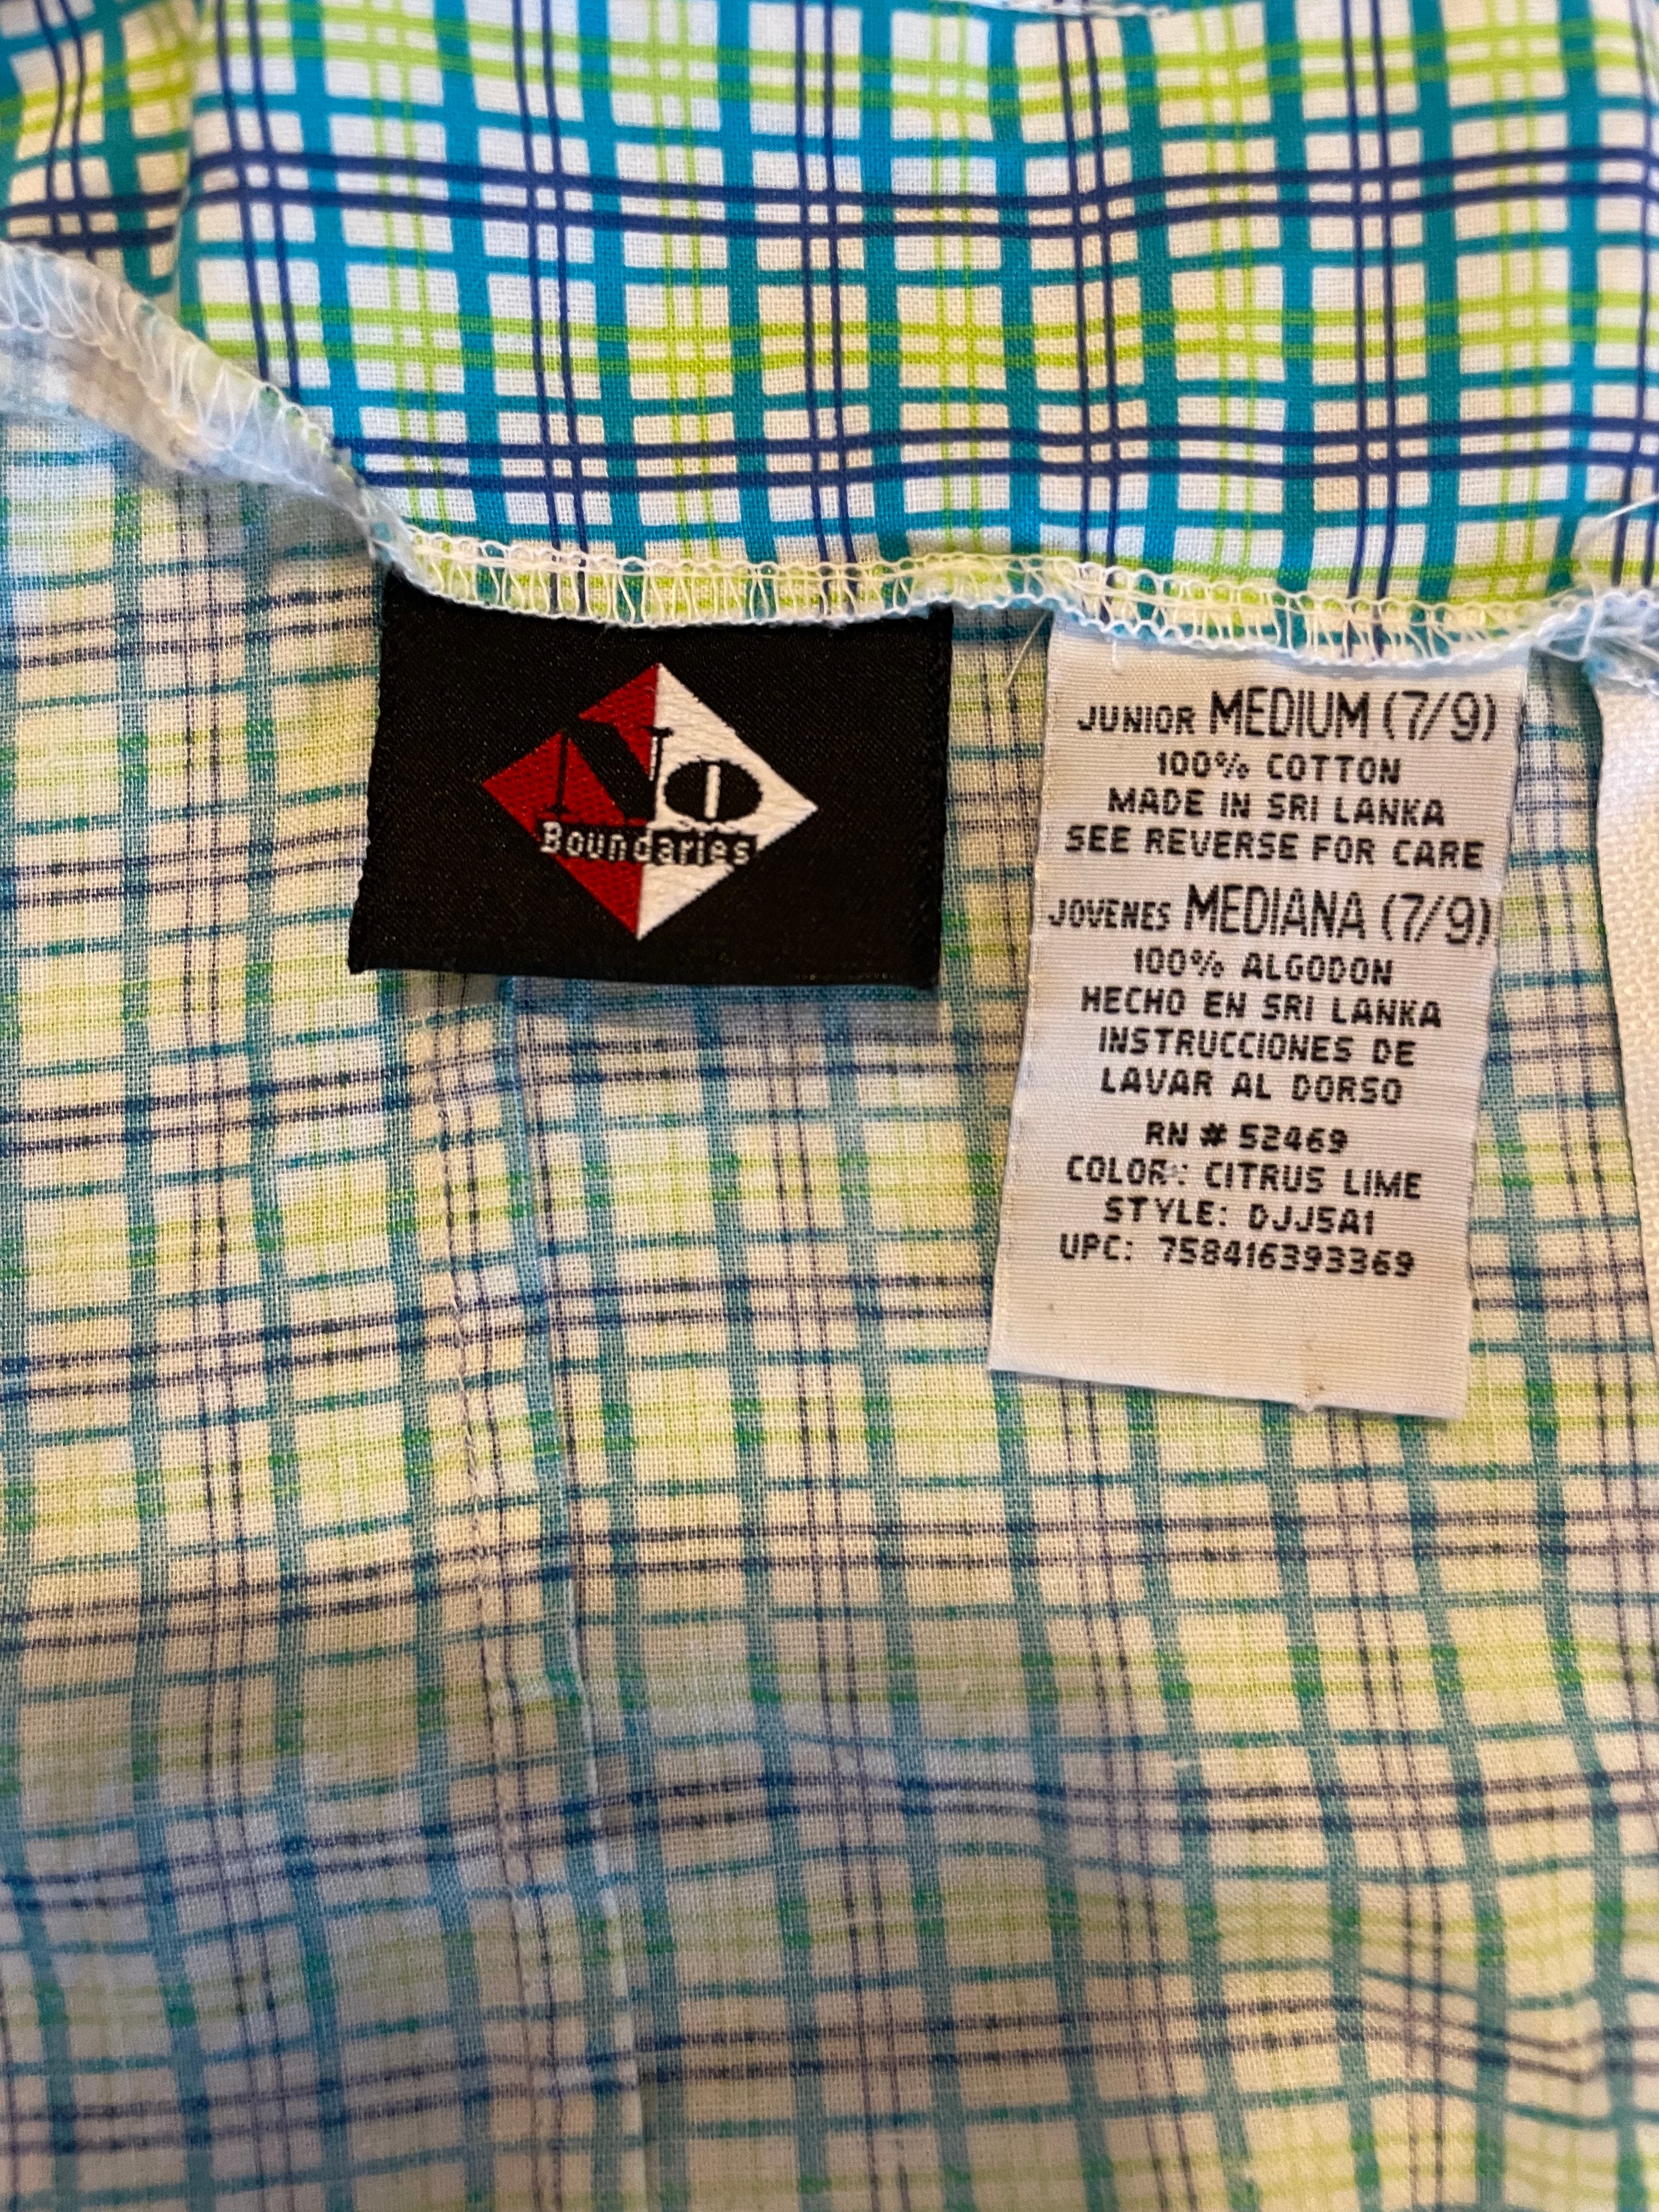 No
Boundaries
JUNIOR MEDIUM (7/9)
100% COTTON
MADE IN SRI LANKA
SEE REVERSE FOR CARE
JOVENES MEDIANA (7/9)
100% ALGODON
HECHO EN SRI LANKA
INSTRUCCIONES DE
LAVAR AL DORSO
RN # 52469
COLOR: CITRUS LIME
STYLE: DJJ5A1
UPC: 758416393369